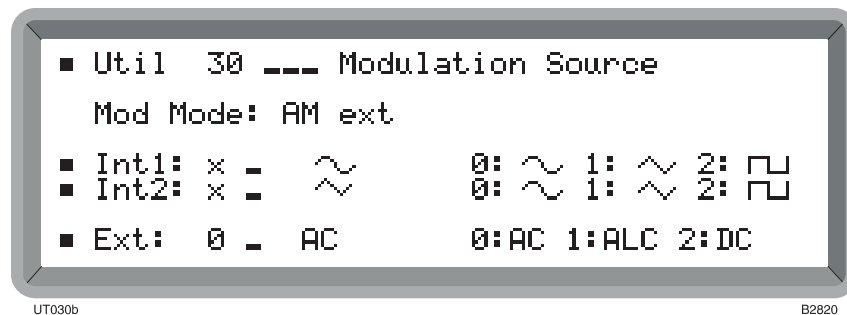 ■ Util 30 ___ Modulation Source
Mod Mode: AM ext
■ Int1: x _ ∿ 0: ∿ 1: ⌃⌄ 2: ⊓⊔
■ Int2: x _ ⌃⌄ 0: ∿ 1: ⌃⌄ 2: ⊓⊔
■ Ext: 0 _ AC 0:AC 1:ALC 2:DC
UT030b B2820